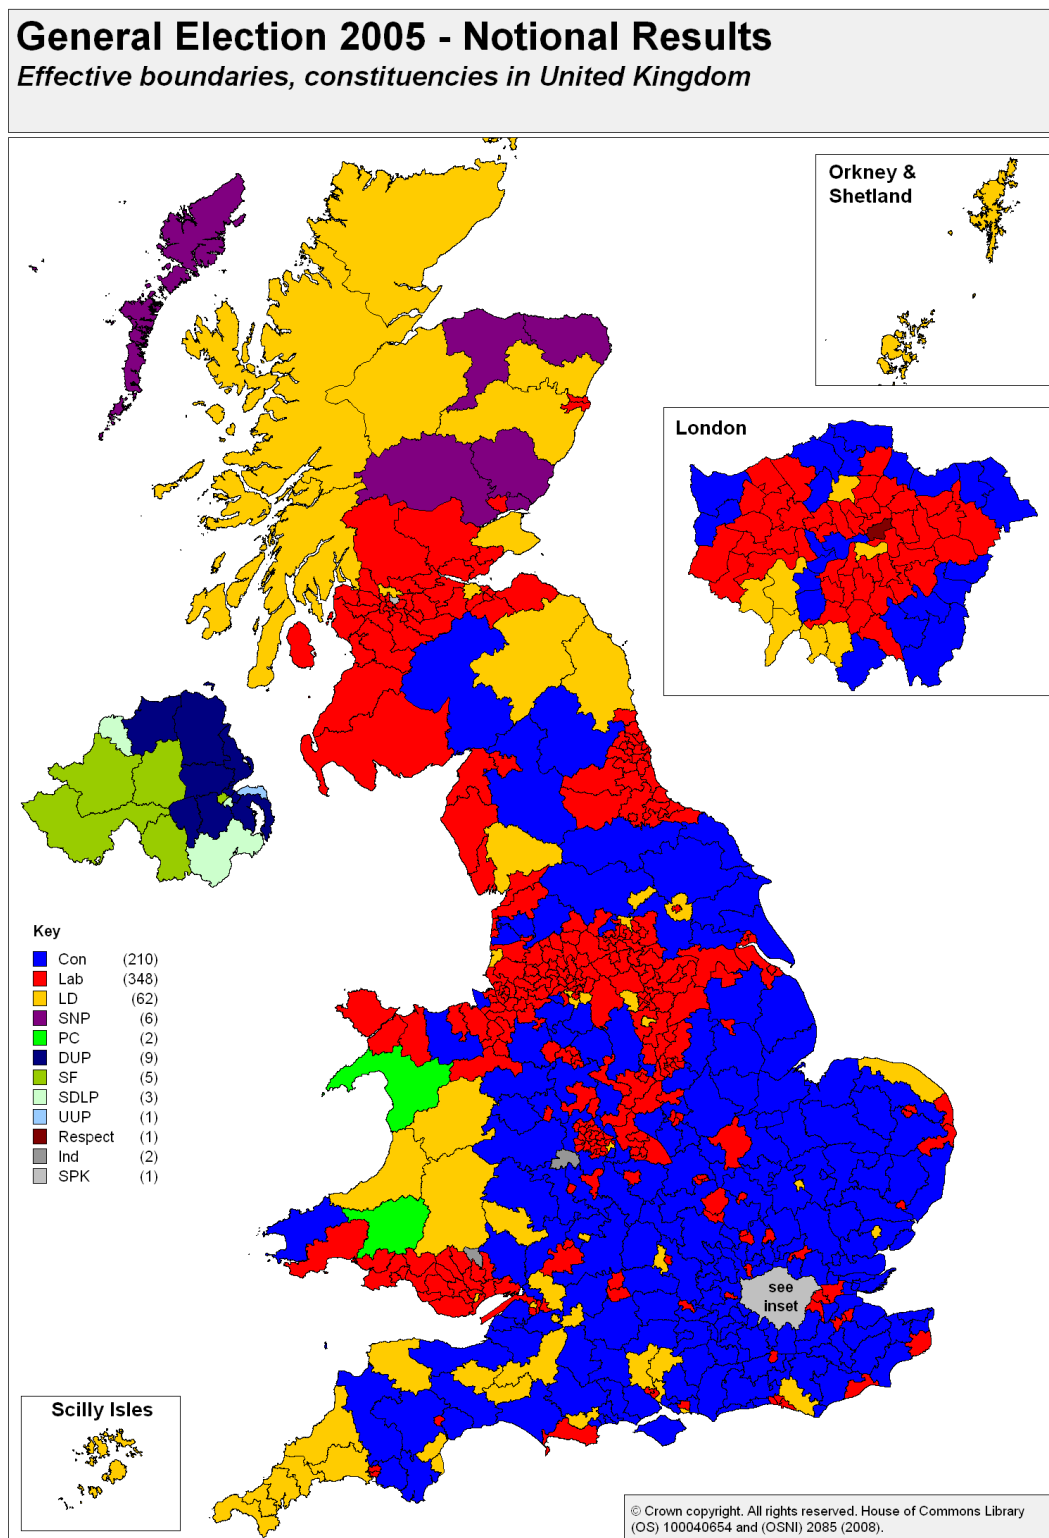 General Election 2005 - Notional Results
Effective boundaries, constituencies in United Kingdom
Orkney &
Shetland
London
Key
Con (210)
Lab (348)
LD (62)
SNP (6)
PC (2)
DUP (9)
SF (5)
SDLP (3)
UUP (1)
Respect (1)
Ind (2)
SPK (1)
see
inset
Scilly Isles
© Crown copyright. All rights reserved. House of Commons Library
(OS) 100040654 and (OSNI) 2085 (2008).